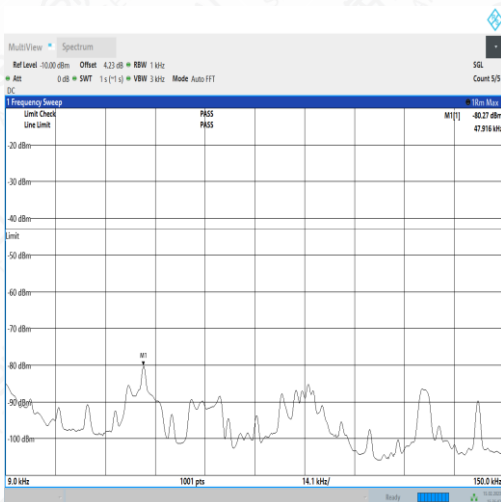 MultiView Spectrum
Ref Level -10.00 dBm Offset 4.23 dB RBW 1 kHz SGL
Att 0 dB SWT 1 s (~1 s) VBW 3 kHz Mode Auto FFT Count 5/5
DC
1 Frequency Sweep 1Rm Max
Limit Check PASS M1[1] -80.27 dBm
Line Limit PASS 47.916 kHz
-20 dBm
-30 dBm
-40 dBm
Limit
-50 dBm
-60 dBm
-70 dBm
M1
-80 dBm
-90 dBm
-100 dBm
9.0 kHz 1001 pts 14.1 kHz/ 150.0 kHz
Ready